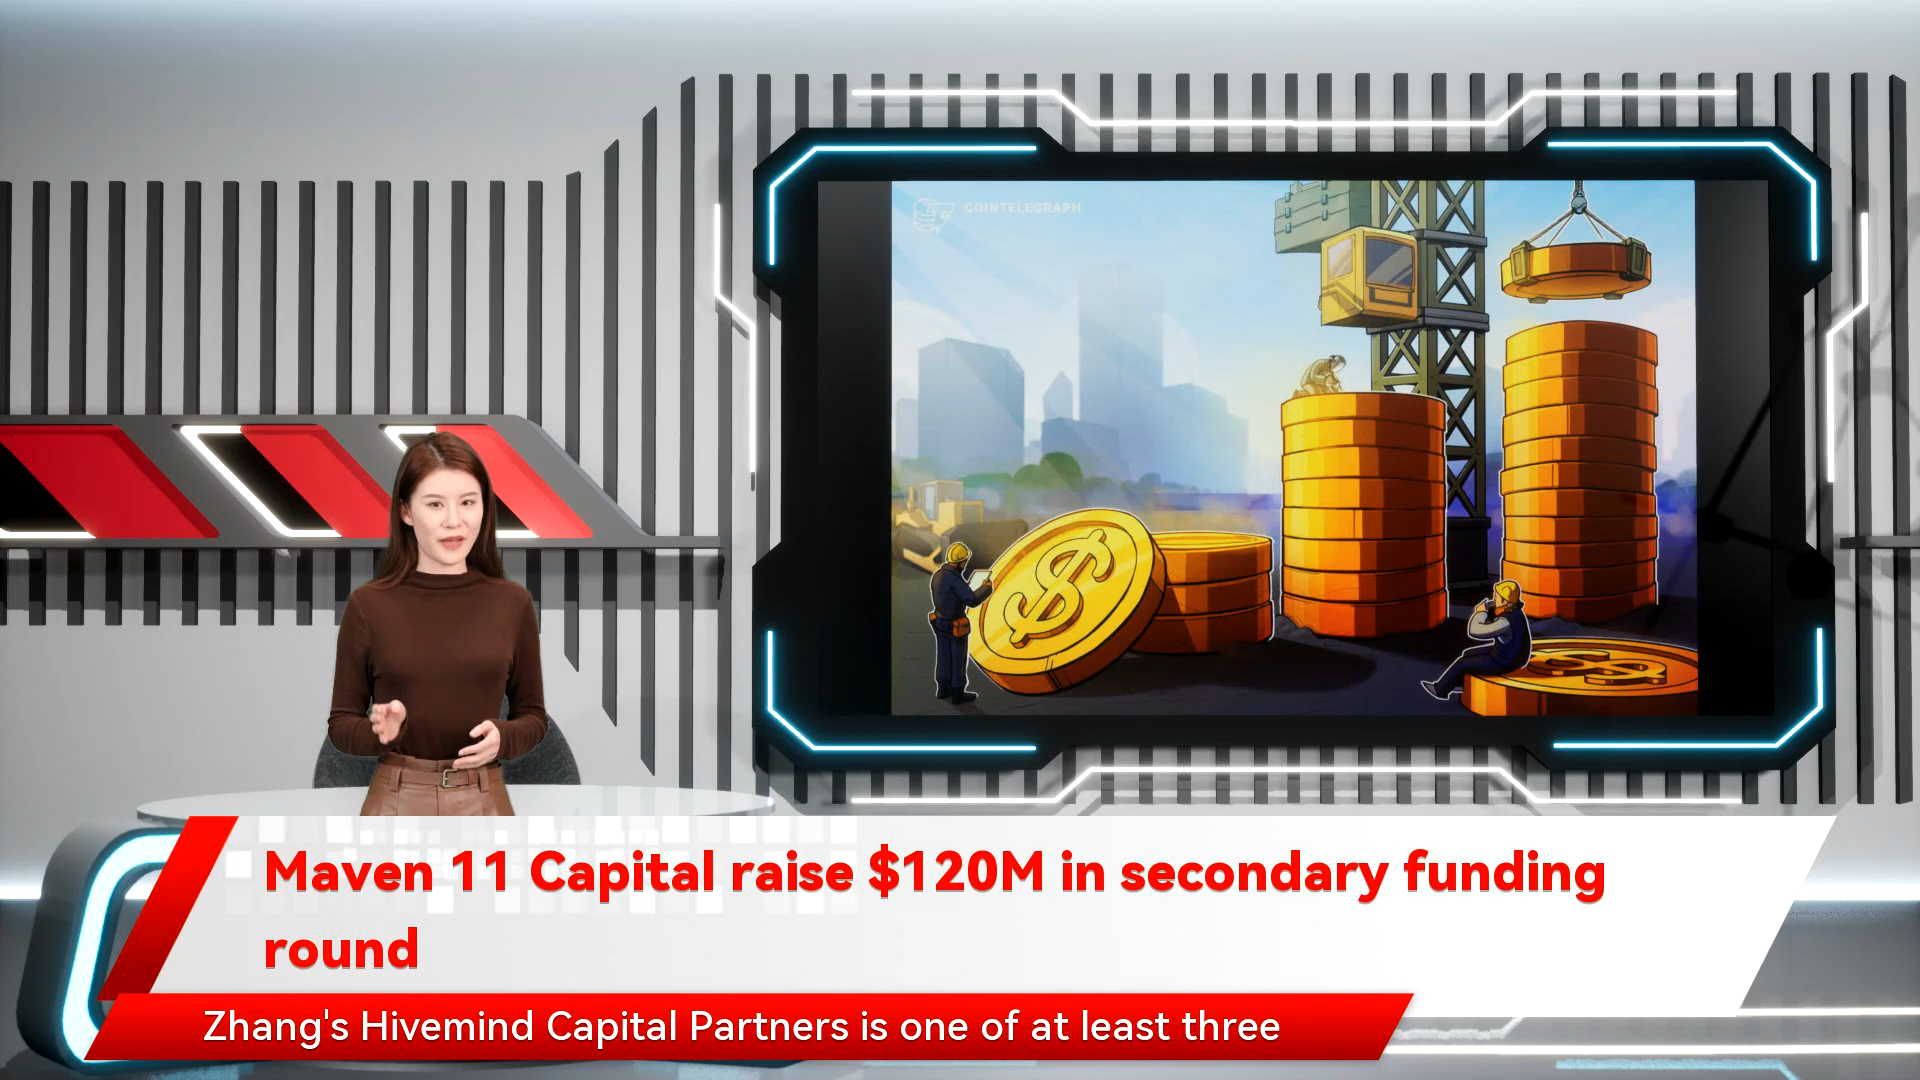 COINTELEGRAPH
Maven 11 Capital raise $120M in secondary funding
round
Zhang's Hivemind Capital Partners is one of at least three